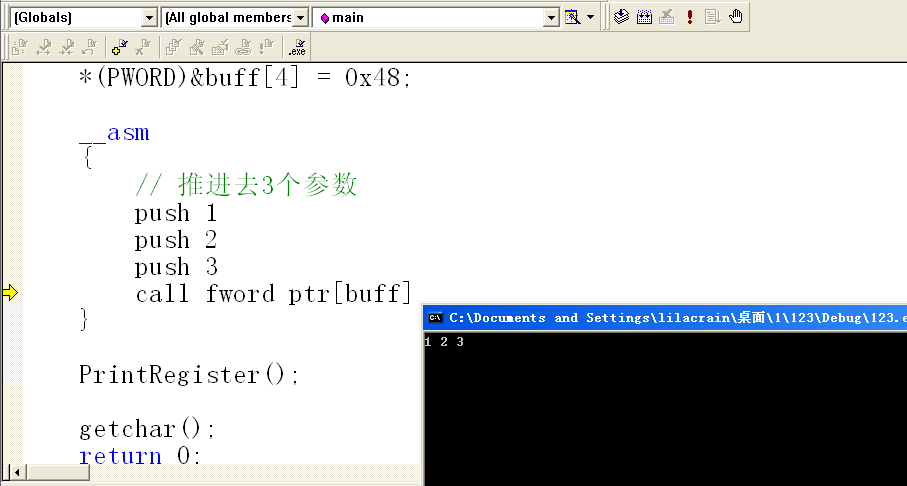 (Globals) (All global members main
.exe
*(PWORD)&buff[4] = 0x48;
__asm
{
// 推进去3个参数
push 1
push 2
push 3
call fword ptr[buff]
}
PrintRegister();
getchar();
return 0;
C:\Documents and Settings\lilacrain\桌面\1\123\Debug\123.e
1 2 3